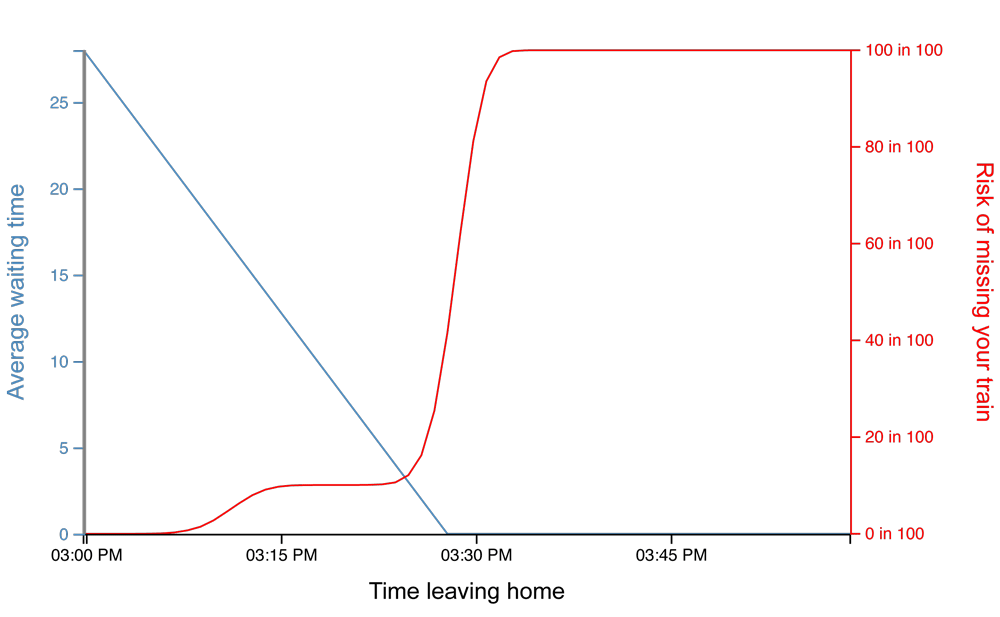 Average waiting time
25
20
15
10
5
0
100 in 100
80 in 100
60 in 100
40 in 100
20 in 100
0 in 100
Risk of missing your train
03:00 PM
03:15 PM
03:30 PM
03:45 PM
Time leaving home